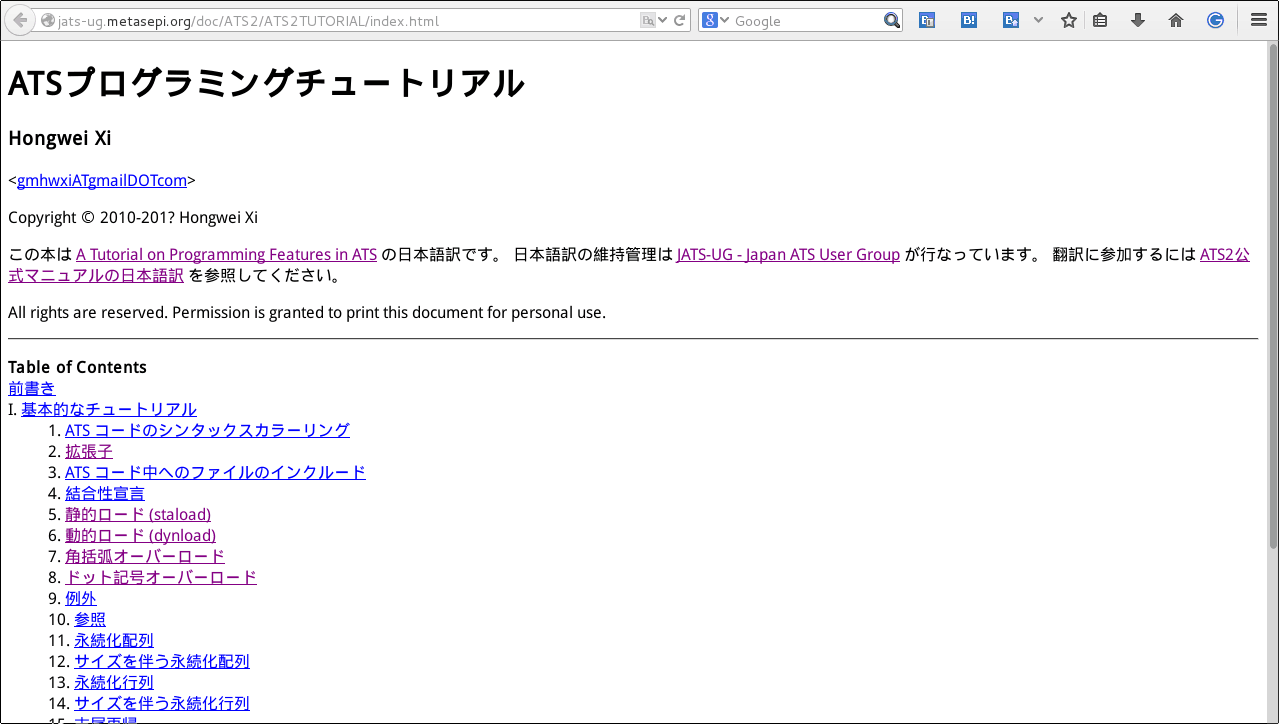 jats-ug.metasepi.org/doc/ATS2/ATS2TUTORIAL/index.html
Google
ATSプログラミングチュートリアル
Hongwei Xi
<gmhwxiATgmailDOTcom>
Copyright © 2010-201? Hongwei Xi
この本は A Tutorial on Programming Features in ATS の日本語訳です。 日本語訳の維持管理は JATS-UG - Japan ATS User Group が行なっています。 翻訳に参加するには ATS2公
式マニュアルの日本語訳 を参照してください。
All rights are reserved. Permission is granted to print this document for personal use.
Table of Contents
前書き
I. 基本的なチュートリアル
1. ATS コードのシンタックスカラーリング
2. 拡張子
3. ATS コード中へのファイルのインクルード
4. 結合性宣言
5. 静的ロード (staload)
6. 動的ロード (dynload)
7. 角括弧オーバーロード
8. ドット記号オーバーロード
9. 例外
10. 参照
11. 永続化配列
12. サイズを伴う永続化配列
13. 永続化行列
14. サイズを伴う永続化行列